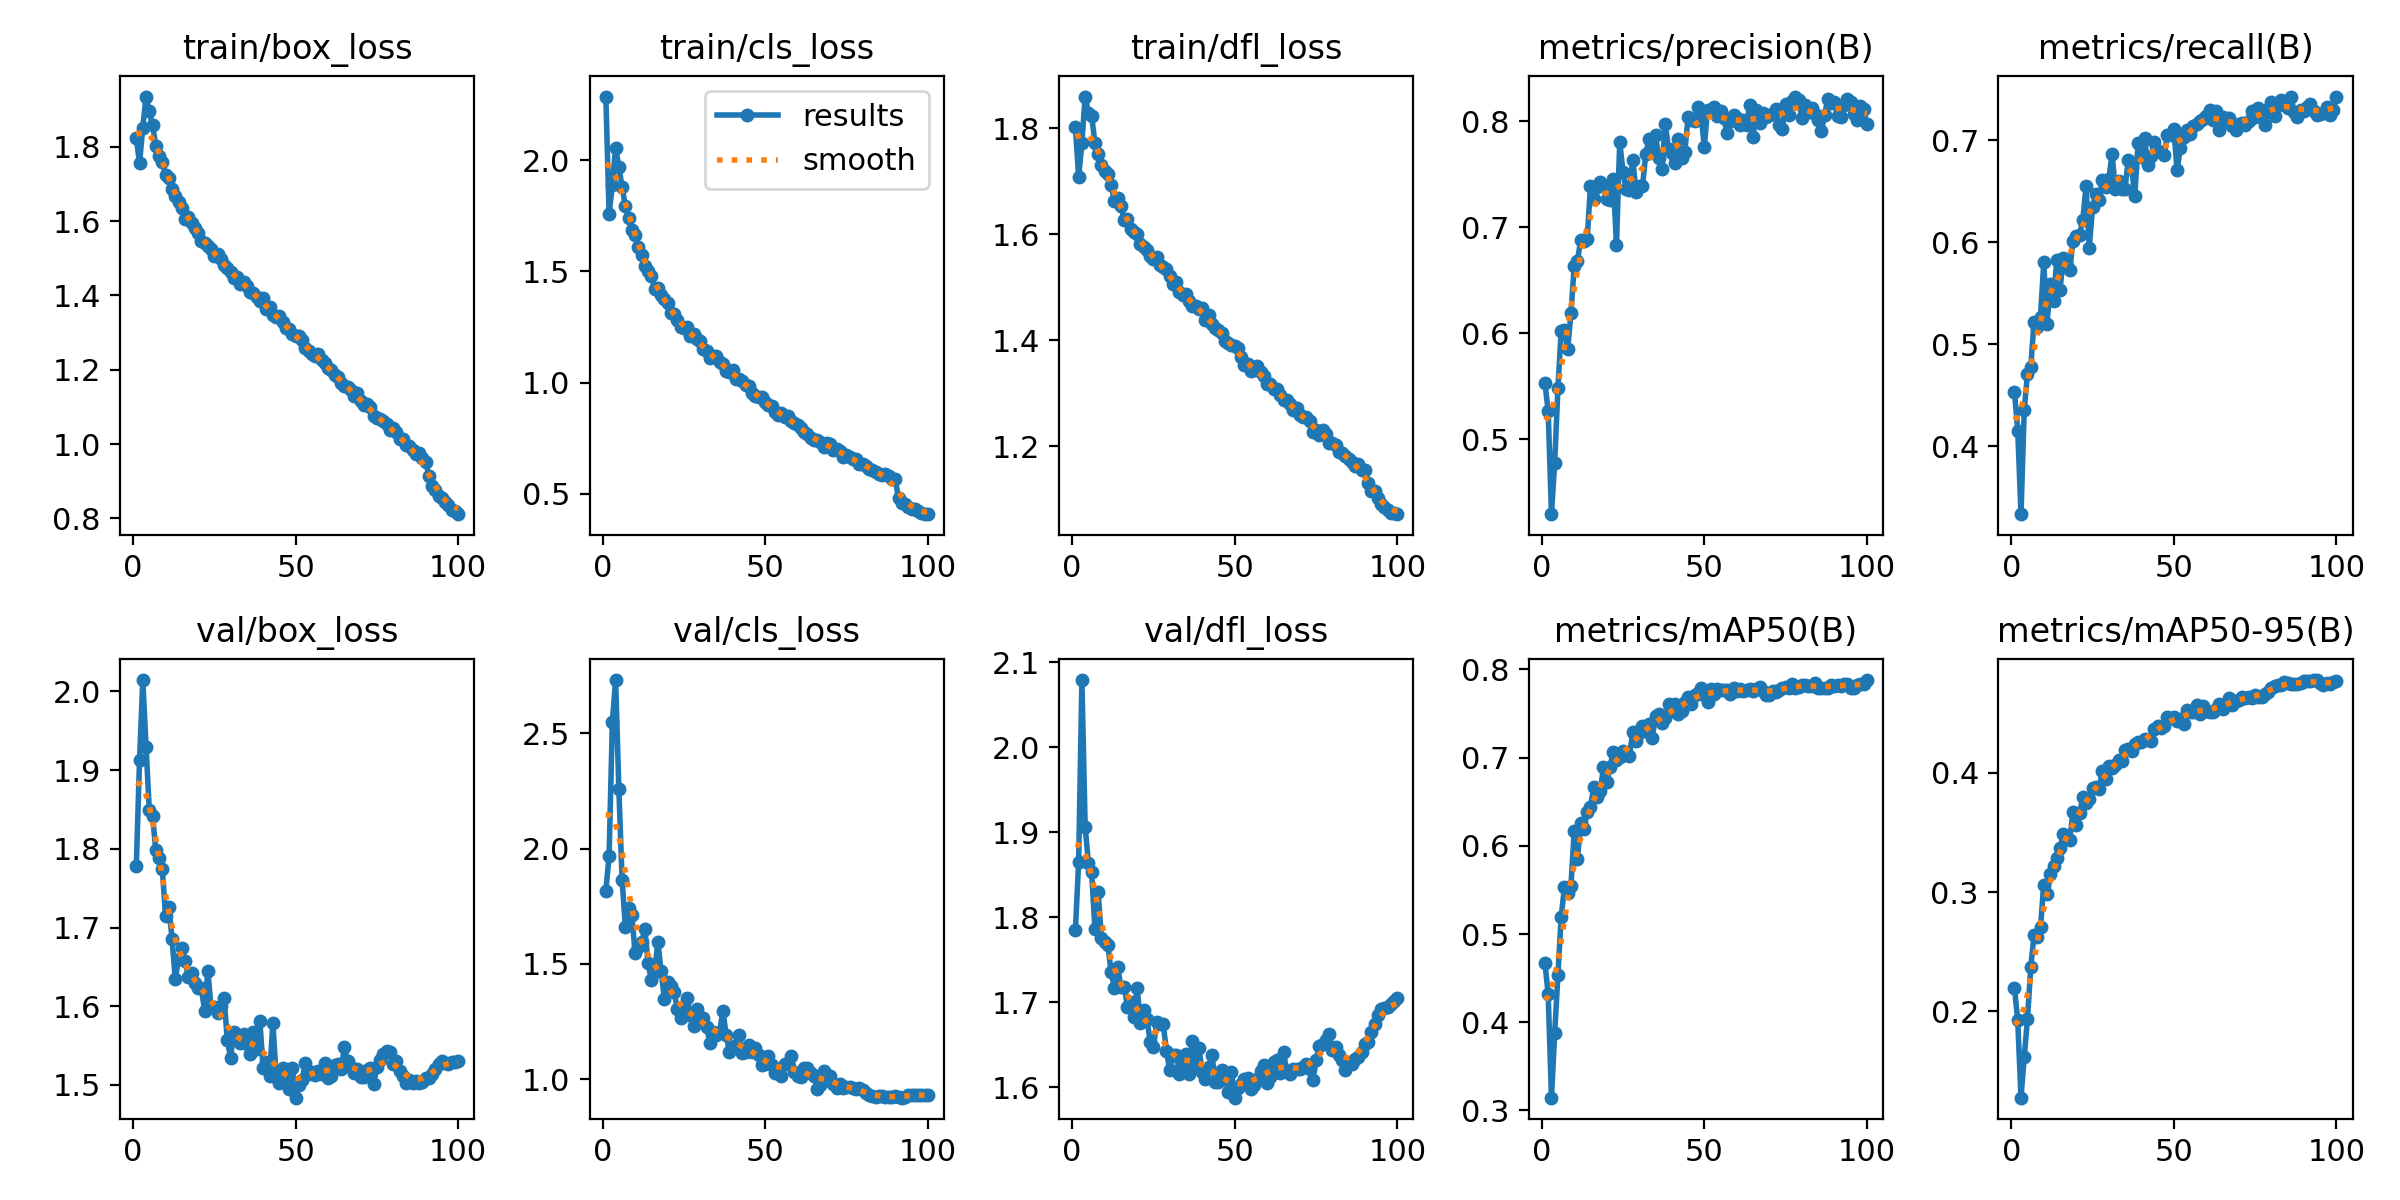 train/box_loss
1.8
1.6
1.4
1.2
1.0
0.8
0 50 100
train/cls_loss
results
smooth
2.0
1.5
1.0
0.5
0 50 100
train/dfl_loss
1.8
1.6
1.4
1.2
0 50 100
metrics/precision(B)
0.8
0.7
0.6
0.5
0 50 100
metrics/recall(B)
0.7
0.6
0.5
0.4
0 50 100
val/box_loss
2.0
1.9
1.8
1.7
1.6
1.5
0 50 100
val/cls_loss
2.5
2.0
1.5
1.0
0 50 100
val/dfl_loss
2.1
2.0
1.9
1.8
1.7
1.6
0 50 100
metrics/mAP50(B)
0.8
0.7
0.6
0.5
0.4
0.3
0 50 100
metrics/mAP50-95(B)
0.4
0.3
0.2
0 50 100